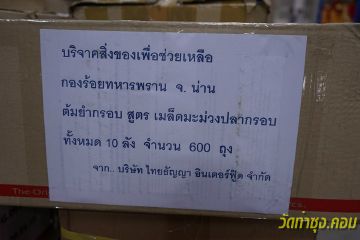 บริจาคสิ่งของเพื่อช่วยเหลือ
กองร้อยทหารพราน จ. น่าน
ต้มยำกรอบ สูตร เมล็ดมะม่วงปลากรอบ
ทั้งหมด 10 ลัง จำนวน 600 ถุง
จาก.. บริษัท ไทยธัญญา อินเตอร์ฟู้ด จำกัด
The
rcs.
วัดท่าซุง.คอม